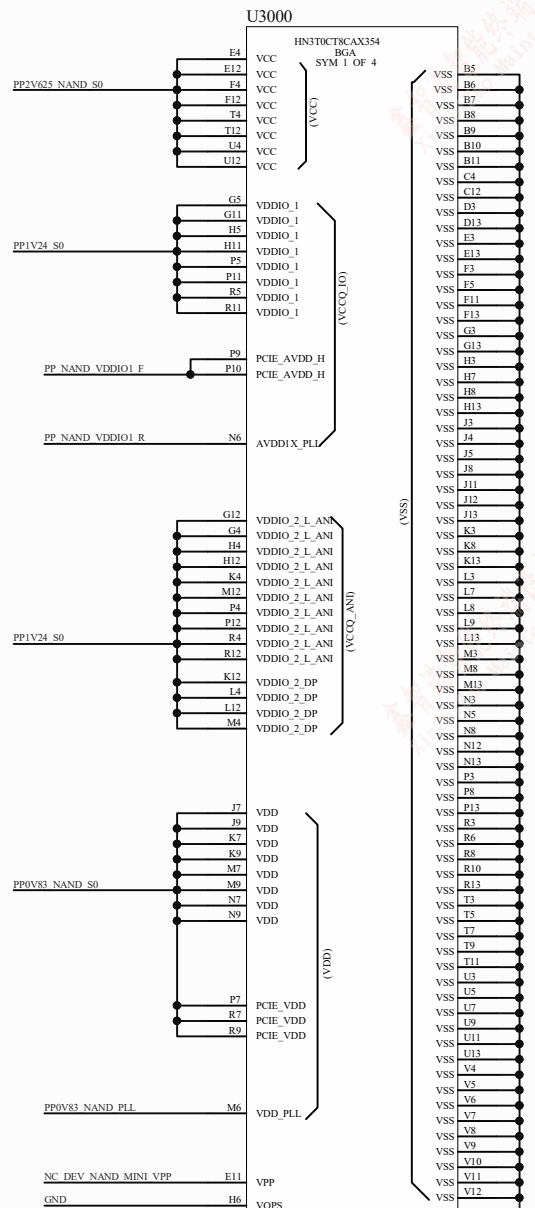 U3000
HN3T0CT8CAX354
BGA
SYM 1 OF 4
PP2V625_NAND_S0
E4 VCC
E12 VCC
F4 VCC
F12 VCC
T4 VCC
T12 VCC
U4 VCC
U12 VCC
(VCC)
PP1V24_S0
G5 VDDIO_1
G11 VDDIO_1
H5 VDDIO_1
H11 VDDIO_1
P5 VDDIO_1
P11 VDDIO_1
R5 VDDIO_1
R11 VDDIO_1
(VCCQ_IO)
PP_NAND_VDDIO1_F
P9 PCIE_AVDD_H
P10 PCIE_AVDD_H
PP_NAND_VDDIO1_R
N6 AVDD1X_PLL
PP1V24_S0
G12 VDDIO_2_L_ANI
G4 VDDIO_2_L_ANI
H4 VDDIO_2_L_ANI
H12 VDDIO_2_L_ANI
K4 VDDIO_2_L_ANI
M12 VDDIO_2_L_ANI
P4 VDDIO_2_L_ANI
P12 VDDIO_2_L_ANI
R4 VDDIO_2_L_ANI
R12 VDDIO_2_L_ANI
(VCCQ_ANI)
K12 VDDIO_2_DP
L4 VDDIO_2_DP
L12 VDDIO_2_DP
M4 VDDIO_2_DP
PP0V83_NAND_S0
J7 VDD
J9 VDD
K7 VDD
K9 VDD
M7 VDD
M9 VDD
N7 VDD
N9 VDD
(VDD)
P7 PCIE_VDD
R7 PCIE_VDD
R9 PCIE_VDD
PP0V83_NAND_PLL
M6 VDD_PLL
NC_DEV_NAND_MINI_VPP
E11 VPP
GND
H6 VOPS
(VSS)
VSS B5
VSS B6
VSS B7
VSS B8
VSS B9
VSS B10
VSS B11
VSS C4
VSS C12
VSS D3
VSS D13
VSS E3
VSS E13
VSS F3
VSS F5
VSS F11
VSS F13
VSS G3
VSS G13
VSS H3
VSS H7
VSS H8
VSS H13
VSS J3
VSS J4
VSS J5
VSS J8
VSS J11
VSS J12
VSS J13
VSS K3
VSS K8
VSS K13
VSS L3
VSS L7
VSS L8
VSS L9
VSS L13
VSS M3
VSS M8
VSS M13
VSS N3
VSS N5
VSS N8
VSS N12
VSS N13
VSS P3
VSS P8
VSS P13
VSS R3
VSS R6
VSS R8
VSS R10
VSS R13
VSS T3
VSS T5
VSS T7
VSS T9
VSS T11
VSS U3
VSS U5
VSS U7
VSS U9
VSS U11
VSS U13
VSS V4
VSS V5
VSS V6
VSS V7
VSS V8
VSS V9
VSS V10
VSS V11
VSS V12